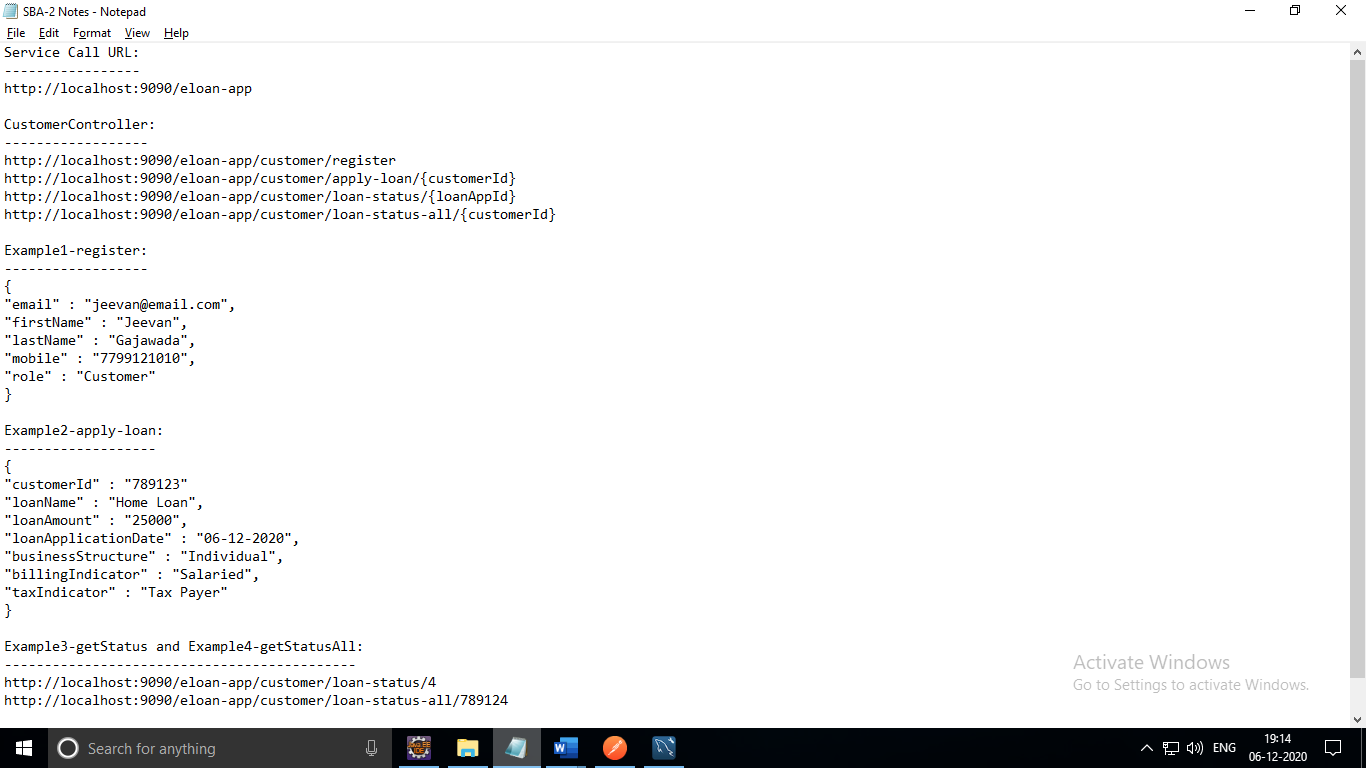 SBA-2 Notes - Notepad
File Edit Format View Help
Service Call URL:
-----------------
http://localhost:9090/eloan-app
CustomerController:
------------------
http://localhost:9090/eloan-app/customer/register
http://localhost:9090/eloan-app/customer/apply-loan/{customerId}
http://localhost:9090/eloan-app/customer/loan-status/{loanAppId}
http://localhost:9090/eloan-app/customer/loan-status-all/{customerId}
Example1-register:
------------------
{
"email" : "jeevan@email.com",
"firstName" : "Jeevan",
"lastName" : "Gajawada",
"mobile" : "7799121010",
"role" : "Customer"
}
Example2-apply-loan:
-------------------
{
"customerId" : "789123"
"loanName" : "Home Loan",
"loanAmount" : "25000",
"loanApplicationDate" : "06-12-2020",
"businessStructure" : "Individual",
"billingIndicator" : "Salaried",
"taxIndicator" : "Tax Payer"
}
Example3-getStatus and Example4-getStatusAll:
--------------------------------------------
http://localhost:9090/eloan-app/customer/loan-status/4
http://localhost:9090/eloan-app/customer/loan-status-all/789124
Activate Windows
Go to Settings to activate Windows.
Search for anything
ENG
19:14
06-12-2020